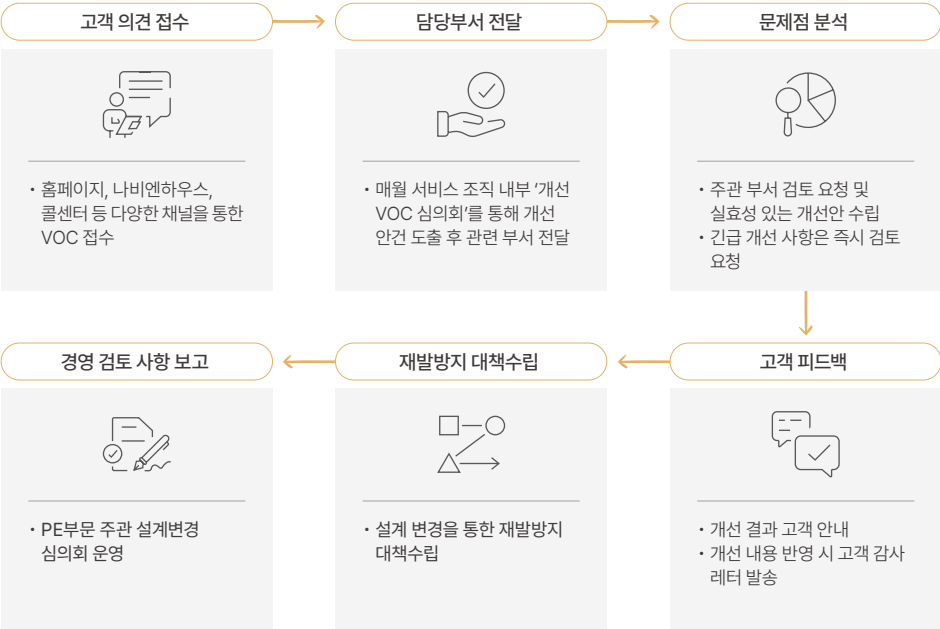 고객 의견 접수
• 홈페이지, 나비엔하우스,
콜센터 등 다양한 채널을 통한
VOC 접수
담당부서 전달
• 매월 서비스 조직 내부 ‘개선
VOC 심의회’를 통해 개선
안건 도출 후 관련 부서 전달
문제점 분석
• 주관 부서 검토 요청 및
실효성 있는 개선안 수립
• 긴급 개선 사항은 즉시 검토
요청
고객 피드백
• 개선 결과 고객 안내
• 개선 내용 반영 시 고객 감사
레터 발송
재발방지 대책수립
• 설계 변경을 통한 재발방지
대책수립
경영 검토 사항 보고
• PE부문 주관 설계변경
심의회 운영